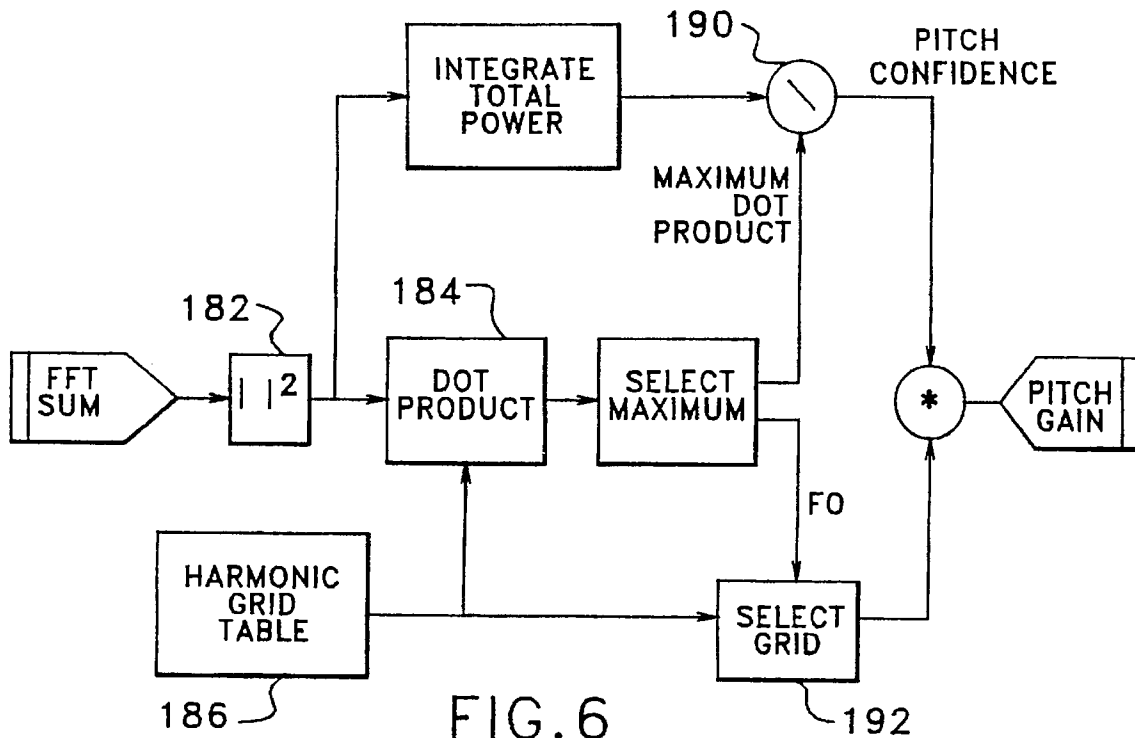 190
PITCH
CONFIDENCE
INTEGRATE
TOTAL
POWER
\
MAXIMUM
DOT
PRODUCT
182
184
FFT
SUM
| |²
DOT
PRODUCT
SELECT
MAXIMUM
*
PITCH
GAIN
F0
HARMONIC
GRID
TABLE
SELECT
GRID
186
192
FIG.6